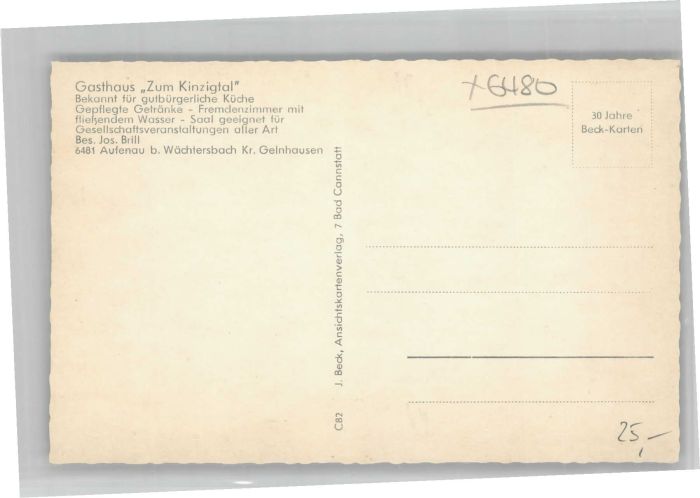 Gasthaus „Zum Kinzigtal"
Bekannt für gutbürgerliche Küche
Gepflegte Getränke - Fremdenzimmer mit
fließendem Wasser - Saal geeignet für
Gesellschaftsveranstaltungen aller Art
Bes. Jos. Brill
6481 Aufenau b. Wächtersbach Kr. Gelnhausen
+6480
30 Jahre
Beck-Karten
C82 J. Beck, Ansichtskartenverlag, 7 Bad Cannstatt
25,-